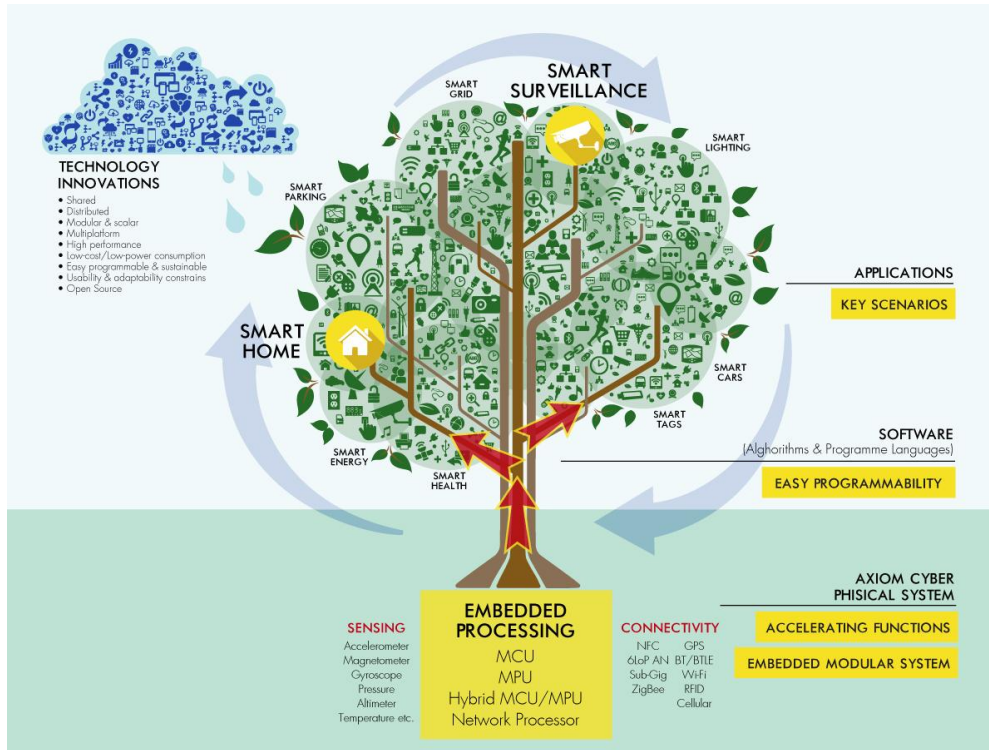 SMART
GRID
SMART
SURVEILLANCE
SMART
LIGHTING
TECHNOLOGY
INNOVATIONS
• Shared
• Distributed
• Modular & scalar
• Multiplatform
• High performance
• Low-cost/Low-power consumption
• Easy programmable & sustainable
• Usability & adaptability constrains
• Open Source
SMART
PARKING
SMART
HOME
SMART
ENERGY
SMART
HEALTH
SMART
CARS
SMART
TAGS
APPLICATIONS
KEY SCENARIOS
SOFTWARE
(Alghorithms & Programme Languages)
EASY PROGRAMMABILITY
AXIOM CYBER
PHISICAL SYSTEM
ACCELERATING FUNCTIONS
EMBEDDED MODULAR SYSTEM
SENSING
Accelerometer
Magnetometer
Gyroscope
Pressure
Altimeter
Temperature etc.
EMBEDDED
PROCESSING
MCU
MPU
Hybrid MCU/MPU
Network Processor
CONNECTIVITY
NFC GPS
6LoP AN BT/BTLE
Sub-Gig Wi-Fi
ZigBee RFID
Cellular